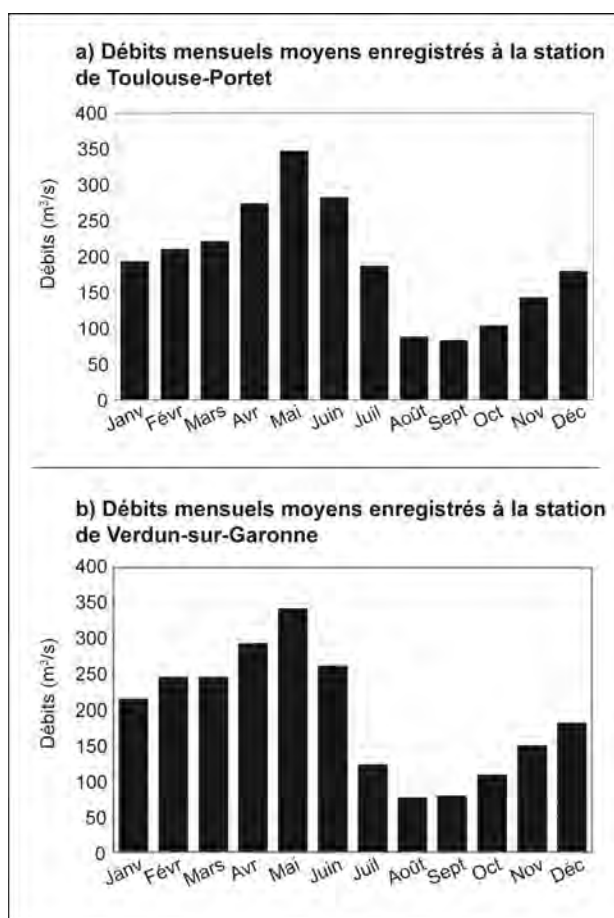 a) Débits mensuels moyens enregistrés à la station
de Toulouse-Portet
Débits (m³/s)
400
350
300
250
200
150
100
50
0
Janv Févr Mars Avr Mai Juin Juil Août Sept Oct Nov Déc
b) Débits mensuels moyens enregistrés à la station
de Verdun-sur-Garonne
Débits (m³/s)
400
350
300
250
200
150
100
50
0
Janv Févr Mars Avr Mai Juin Juil Août Sept Oct Nov Déc